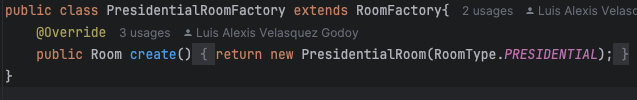 public class PresidentialRoomFactory extends RoomFactory{ 2 usages Luis Alexis Velasq
@Override 3 usages Luis Alexis Velasquez Godoy
public Room create() { return new PresidentialRoom(RoomType.PRESIDENTIAL); }
}